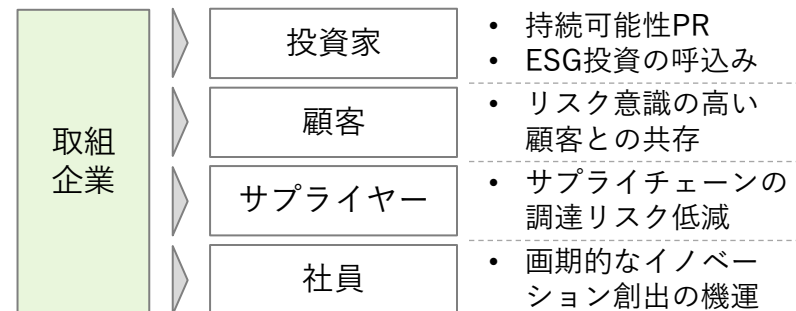 取組
企業
投資家
• 持続可能性PR
• ESG投資の呼込み
顧客
• リスク意識の高い
顧客との共存
サプライヤー
• サプライチェーンの
調達リスク低減
社員
• 画期的なイノベー
ション創出の機運